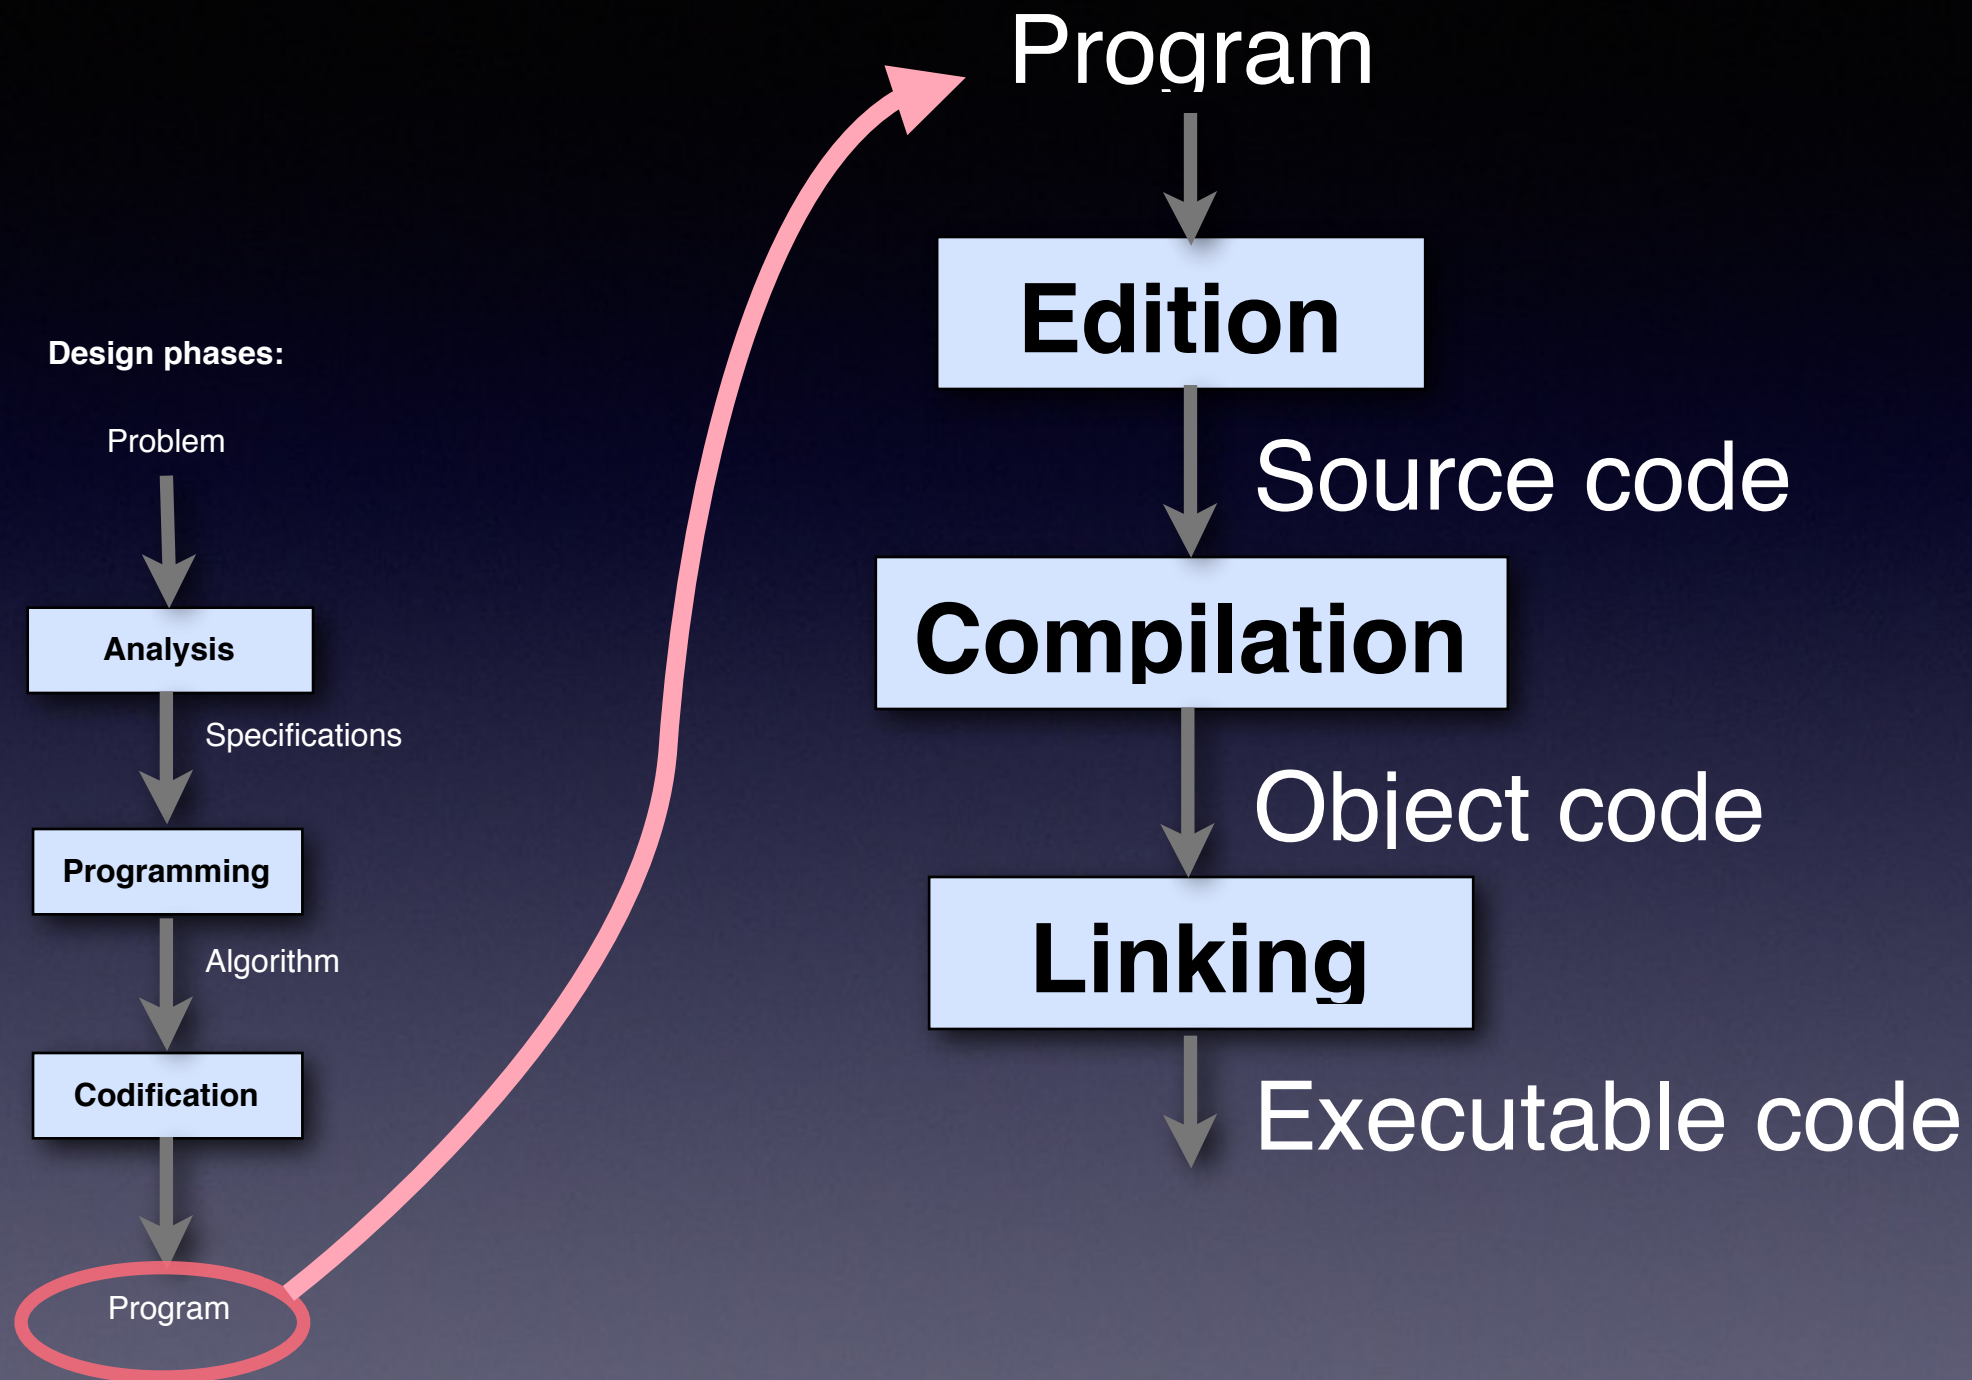 Design phases:
Problem
Analysis
Specifications
Programming
Algorithm
Codification
Program
Program
Edition
Source code
Compilation
Object code
Linking
Executable code